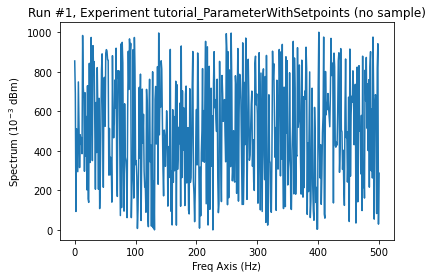 Run #1, Experiment tutorial_ParameterWithSetpoints (no sample)
Spectrum (10⁻³ dBm)
1000
800
600
400
200
0
0 100 200 300 400 500
Freq Axis (Hz)